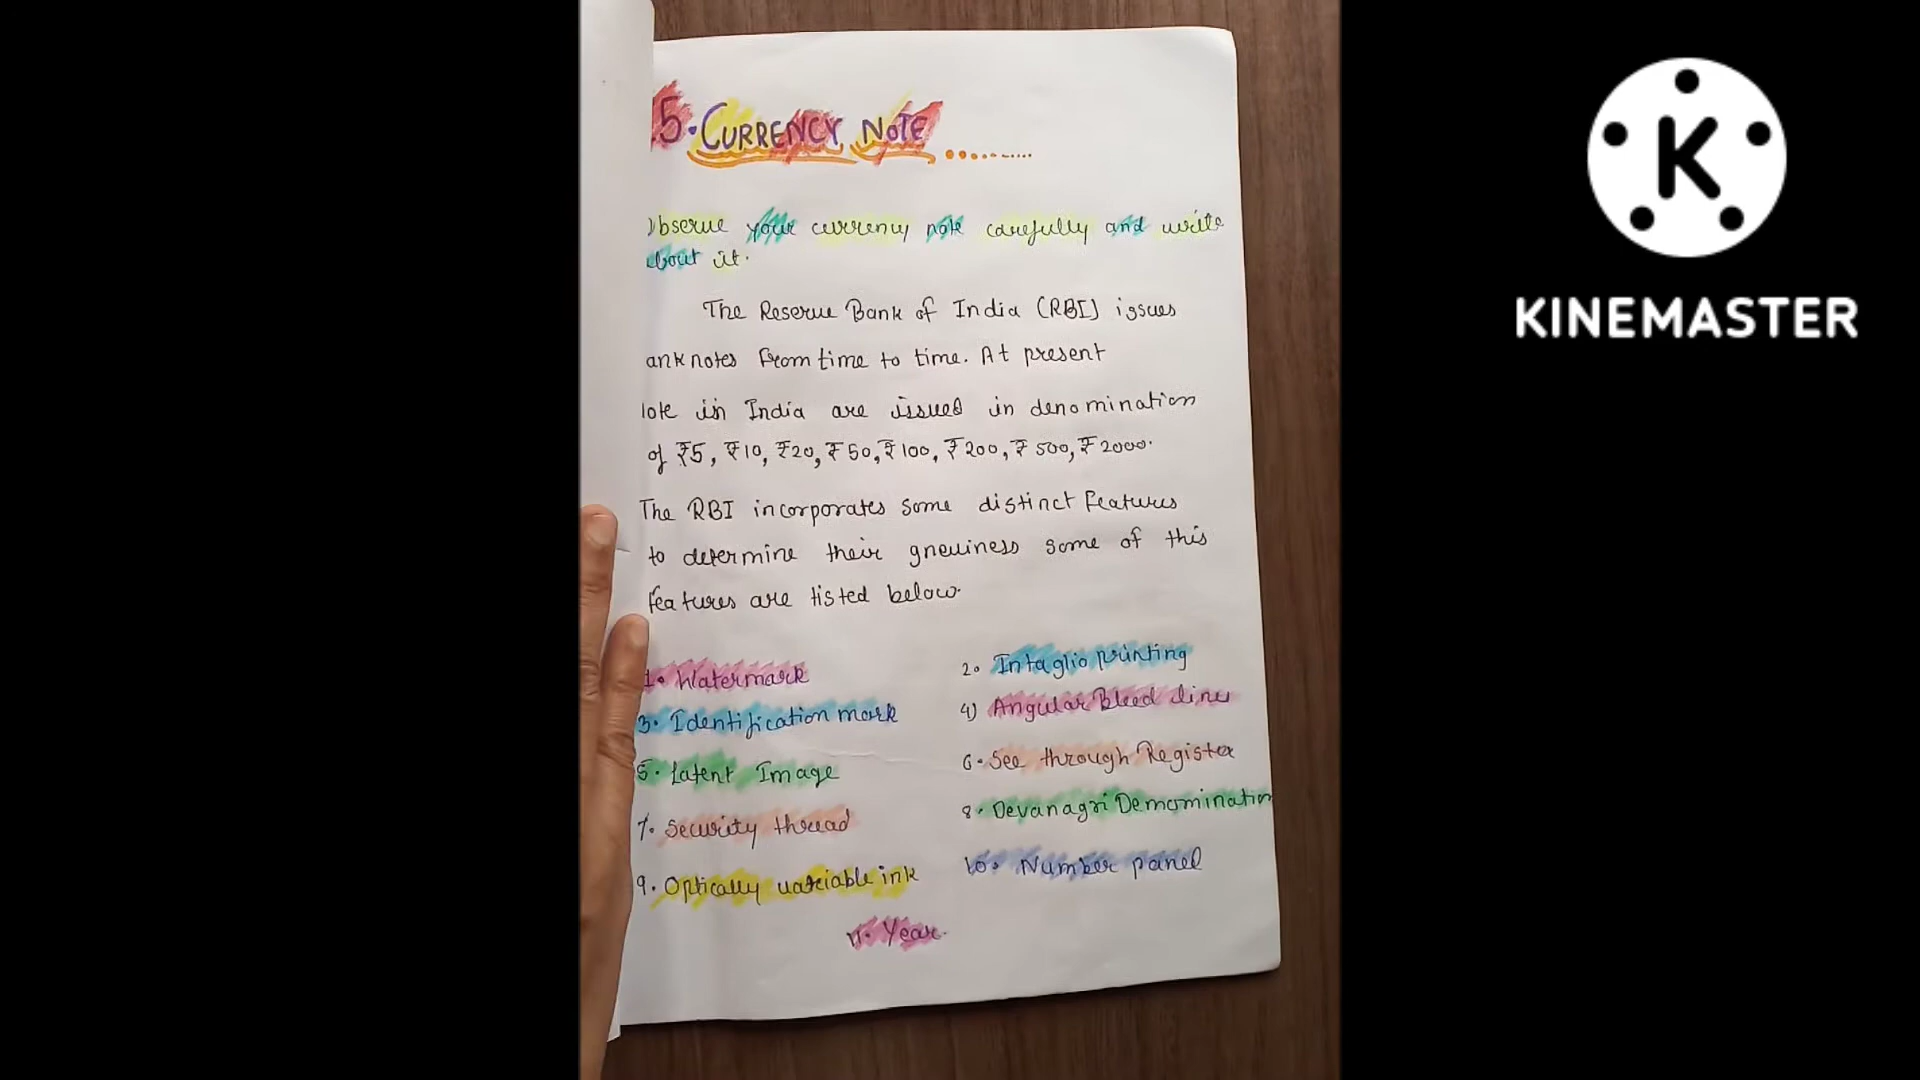 5. CURRENCY NOTE
Observe your currency note carefully and write
about it.
The Reserve Bank of India (RBI) issues
ank notes from time to time. At present
note in India are issued in denomination
of ₹5, ₹10, ₹20, ₹50, ₹100, ₹200, ₹500, ₹2000.
The RBI incorporates some distinct features
to determine their gneuiness some of this
features are listed below.
1. Watermark
2. Intaglio printing
3. Identification mark
4) Angular Bleed lines
5. Latent Image
6. See through Register
7. Security thread
8. Devanagri Demomination
9. Optically variable ink
10. Number panel
11. Year.
K
KINEMASTER